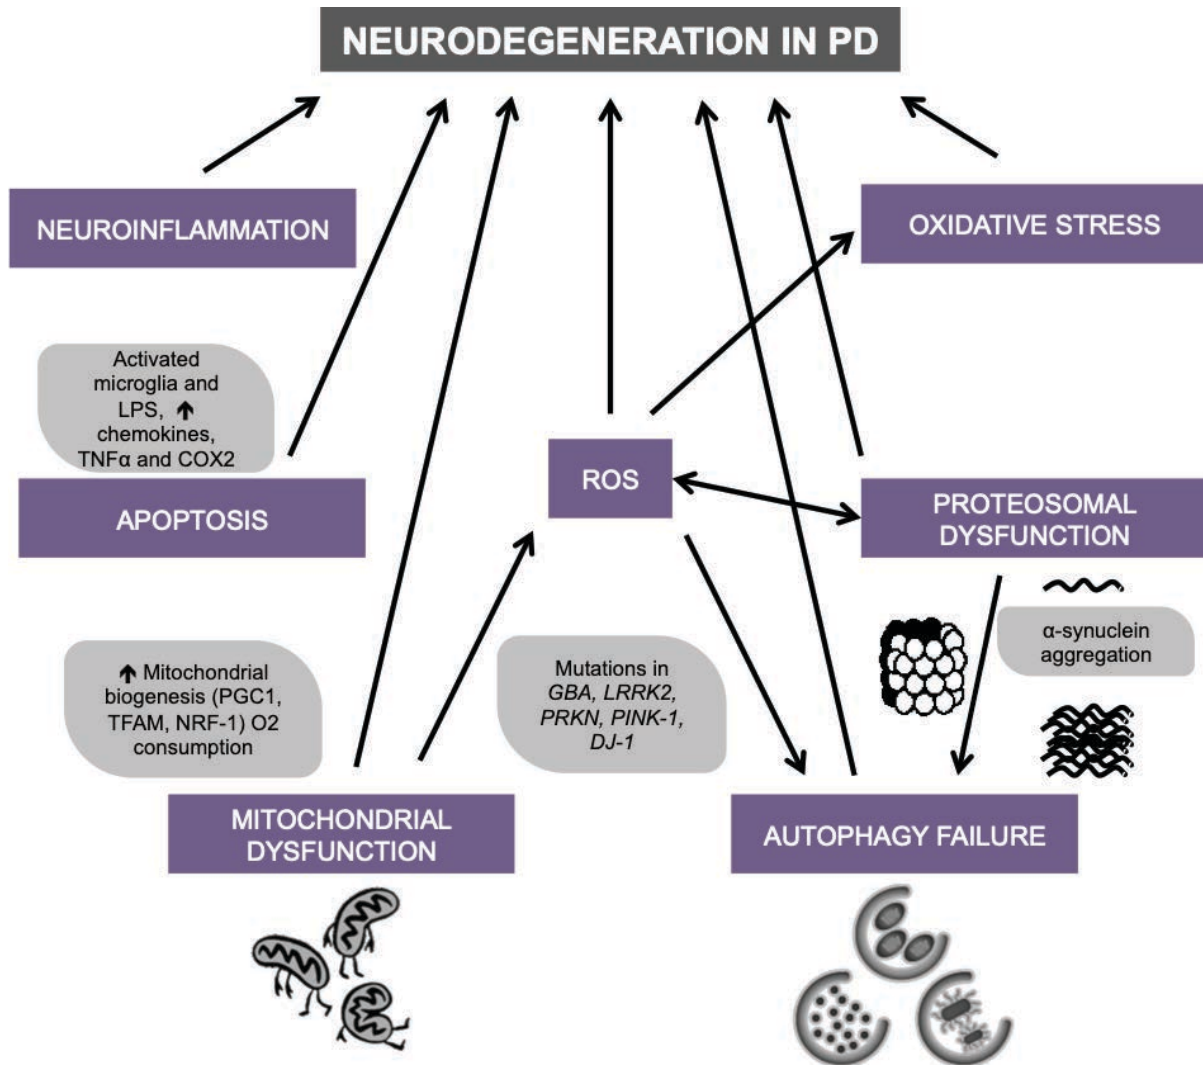 NEURODEGENERATION IN PD
NEUROINFLAMMATION
OXIDATIVE STRESS
Activated
microglia and
LPS, ↑
chemokines,
TNFα and COX2
ROS
APOPTOSIS
PROTEOSOMAL
DYSFUNCTION
↑ Mitochondrial
biogenesis (PGC1,
TFAM, NRF-1) O2
consumption
Mutations in
GBA, LRRK2,
PRKN, PINK-1,
DJ-1
α-synuclein
aggregation
MITOCHONDRIAL
DYSFUNCTION
AUTOPHAGY FAILURE